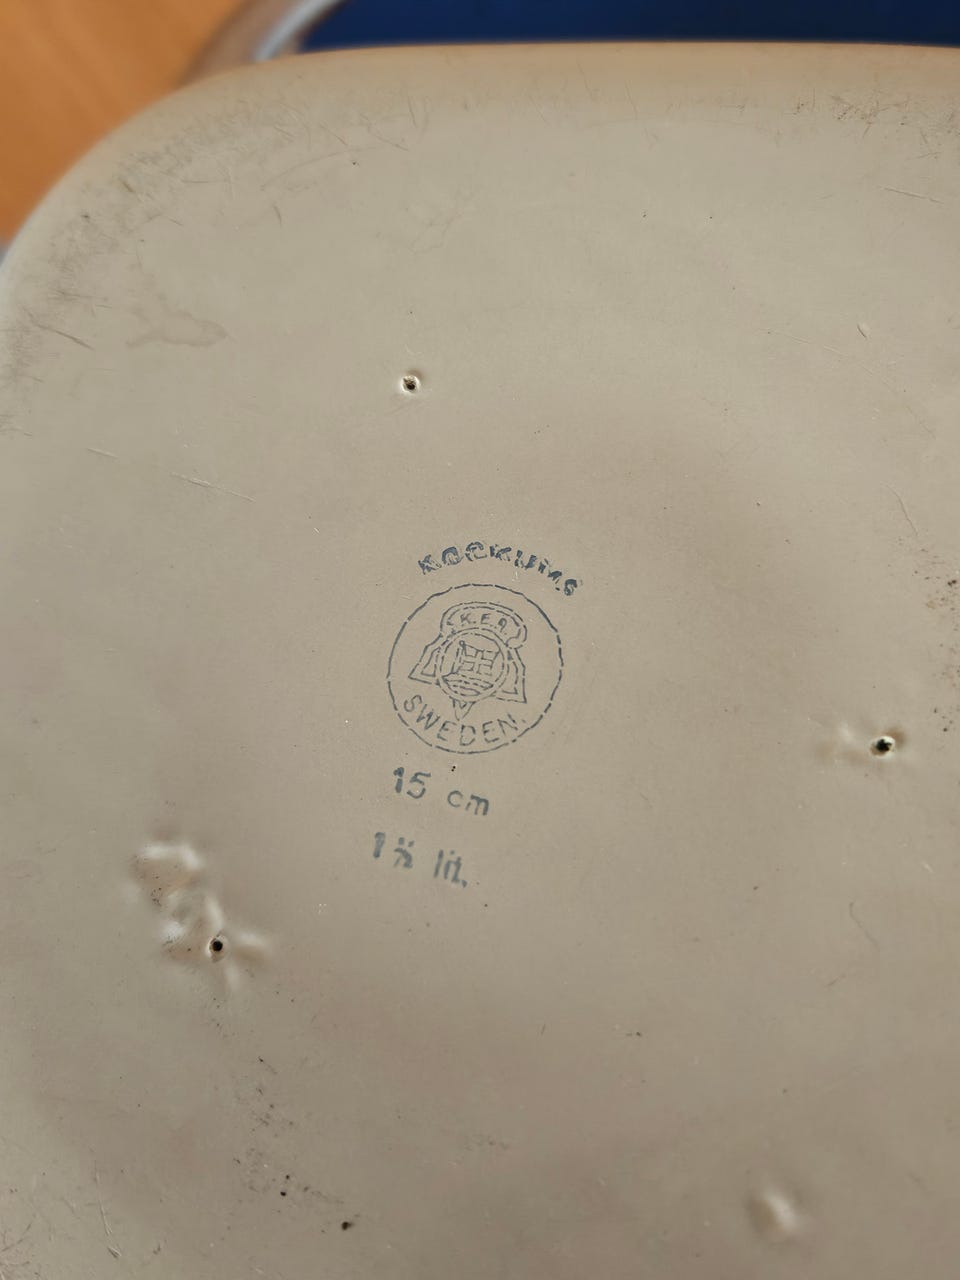 KOCKUMS
K.E.R.
SWEDEN.
15 cm
1½ lit.